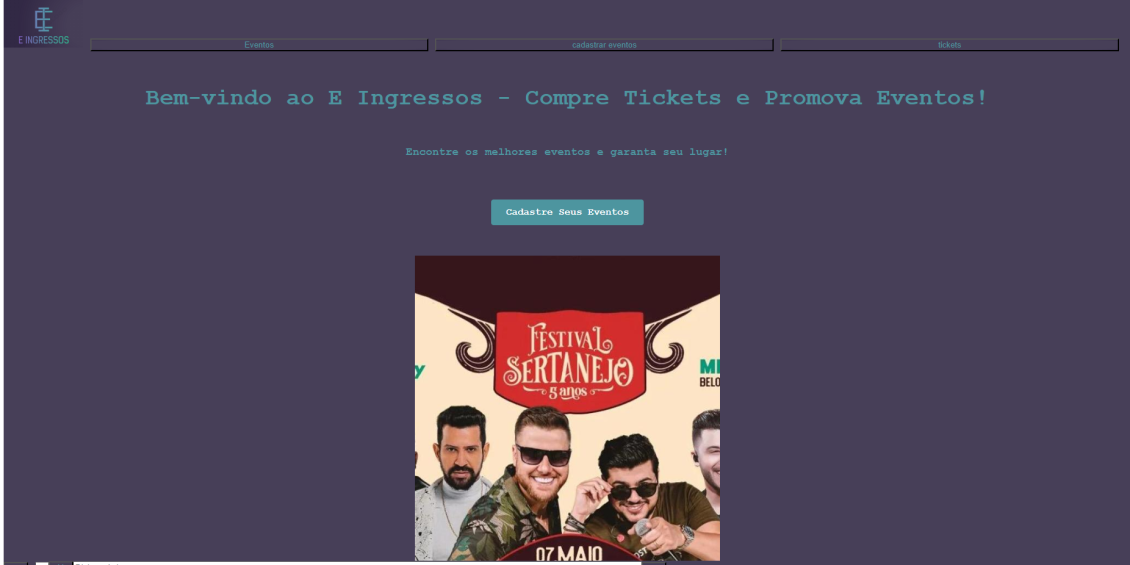 E INGRESSOS
Eventos
cadastrar eventos
tickets
Bem-vindo ao E Ingressos - Compre Tickets e Promova Eventos!
Encontre os melhores eventos e garanta seu lugar!
Cadastre Seus Eventos
FESTIVAL
SERTANEJO
5 anos
y
MI
BELO
07 MAIO